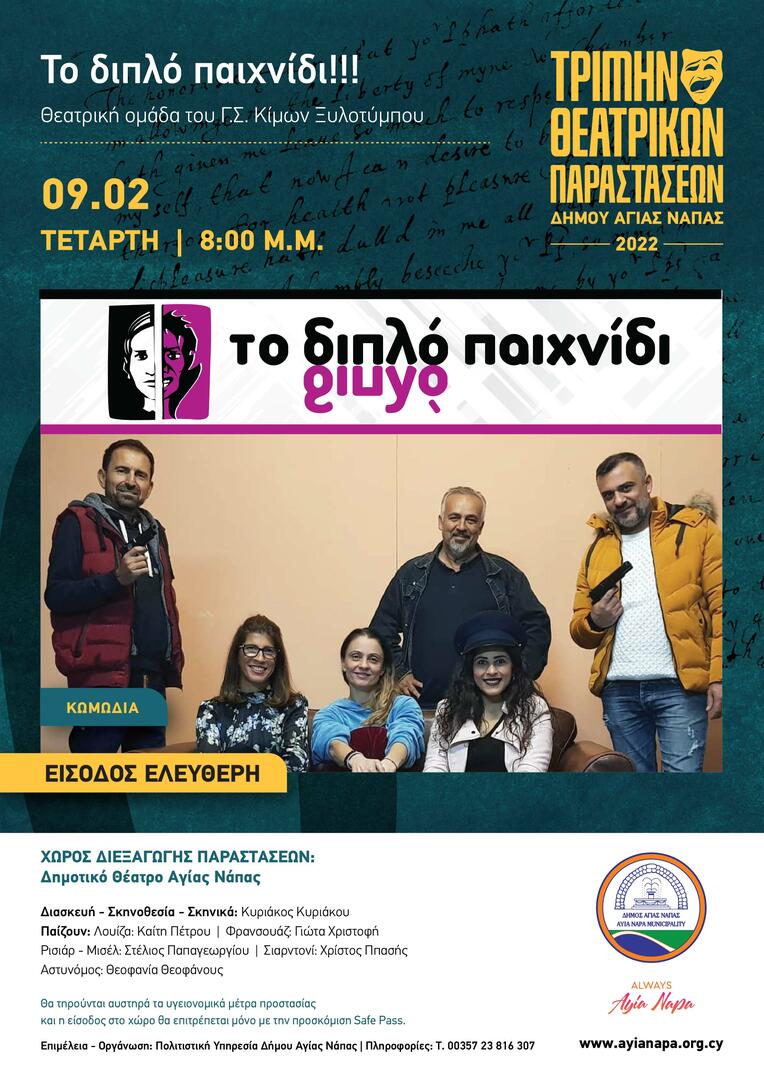 Το διπλό παιχνίδι!!!
Θεατρική ομάδα του Γ.Σ. Κίμων Ξυλοτύμπου
09.02
ΤΕΤΑΡΤΗ | 8:00 Μ.Μ.
ΤΡΙΜΗΝΟ
ΘΕΑΤΡΙΚΩΝ
ΠΑΡΑΣΤΑΣΕΩΝ
ΔΗΜΟΥ ΑΓΙΑΣ ΝΑΠΑΣ
2022
το διπλό παιχνίδι
διπλό
ΚΩΜΩΔΙΑ
ΕΙΣΟΔΟΣ ΕΛΕΥΘΕΡΗ
ΧΩΡΟΣ ΔΙΕΞΑΓΩΓΗΣ ΠΑΡΑΣΤΑΣΕΩΝ:
Δημοτικό Θέατρο Αγίας Νάπας
Διασκευή - Σκηνοθεσία - Σκηνικά: Κυριάκος Κυριάκου
Παίζουν: Λουίζα: Καίτη Πέτρου | Φρανσουάζ: Γιώτα Χριστοφή
Ρισιάρ - Μισέλ: Στέλιος Παπαγεωργίου | Σιαρντονί: Χρίστος Ππασής
Αστυνόμος: Θεοφανία Θεοφάνους
Θα τηρούνται αυστηρά τα υγειονομικά μέτρα προστασίας
και η είσοδος στο χώρο θα επιτρέπεται μόνο με την προσκόμιση Safe Pass.
Επιμέλεια - Οργάνωση: Πολιτιστική Υπηρεσία Δήμου Αγίας Νάπας | Πληροφορίες: Τ. 00357 23 816 307
ΔΗΜΟΣ ΑΓΙΑΣ ΝΑΠΑΣ
AYIA NAPA MUNICIPALITY
ALWAYS
Ayia Napa
www.ayianapa.org.cy